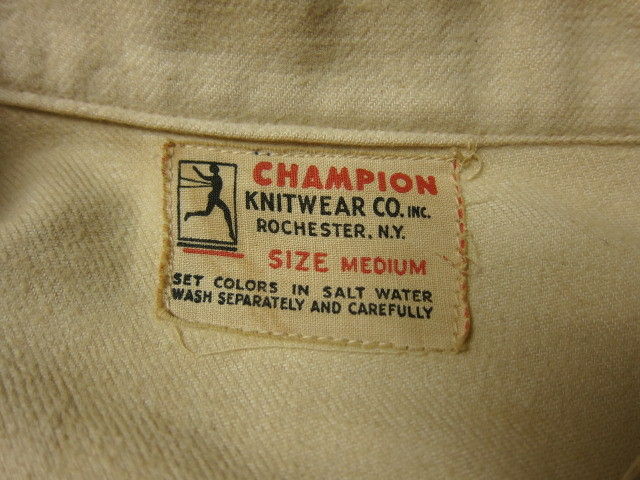 CHAMPION
KNITWEAR CO. INC.
ROCHESTER, N.Y.
SIZE MEDIUM
SET COLORS IN SALT WATER
WASH SEPARATELY AND CAREFULLY